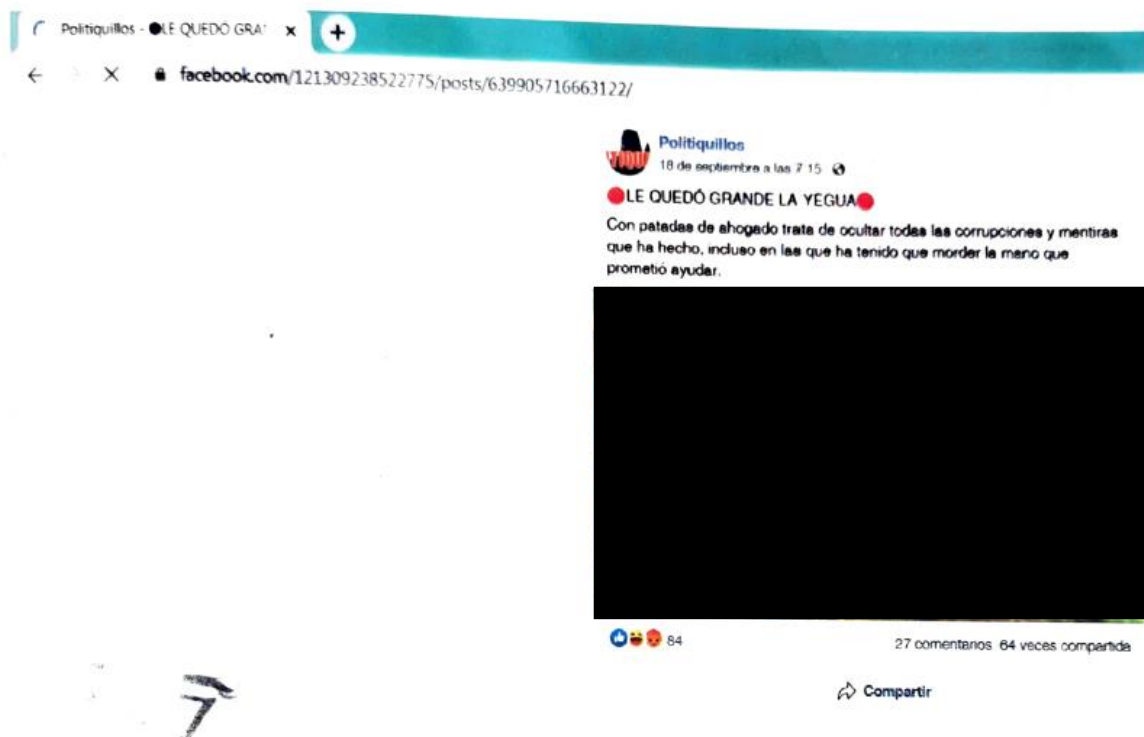 Politiquillos - ●LE QUEDÓ GRA
facebook.com/121309238522775/posts/639905716663122/
TIQUI
Politiquillos
18 de septiembre a las 7 15
🔴LE QUEDÓ GRANDE LA YEGUA🔴
Con patadas de ahogado trata de ocultar todas las corrupciones y mentiras
que ha hecho, incluso en las que ha tenido que morder la mano que
prometió ayudar.
84
27 comentarios 64 veces compartida
Compartir